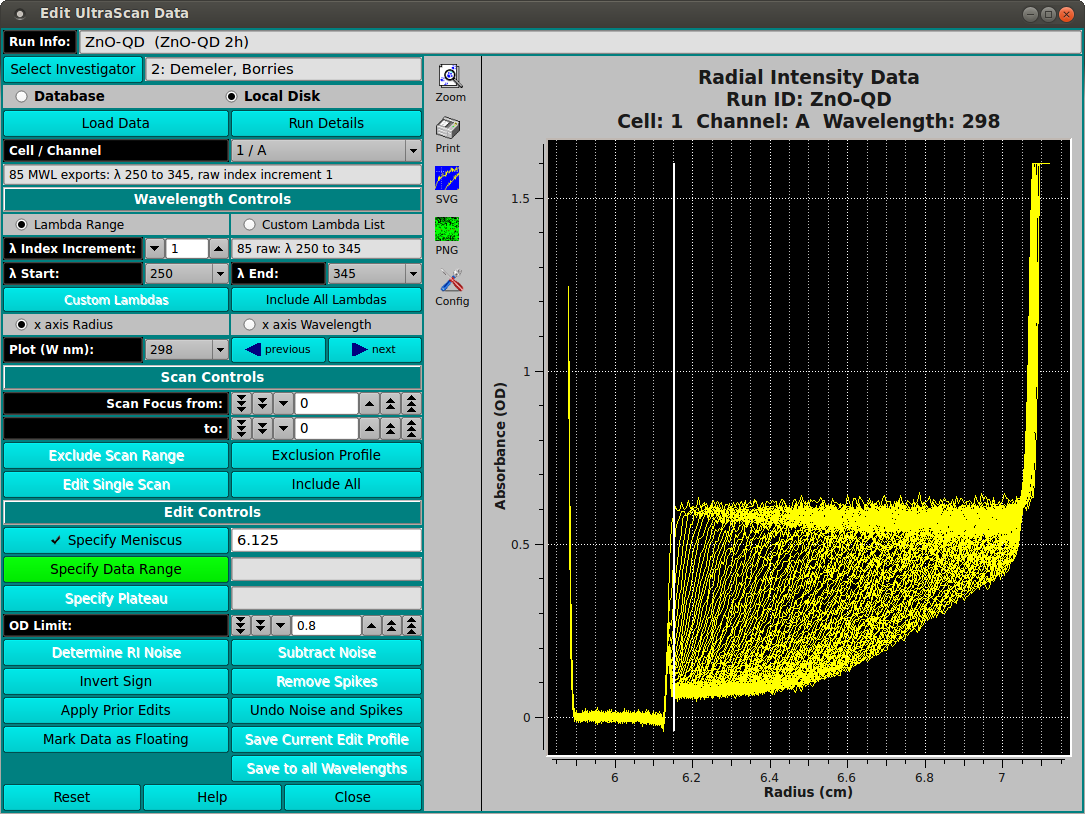 Edit UltraScan Data
Run Info: ZnO-QD (ZnO-QD 2h)
Select Investigator 2: Demeler, Borries
Database Local Disk
Load Data Run Details
Cell / Channel 1 / A
85 MWL exports: λ 250 to 345, raw index increment 1
Wavelength Controls
Lambda Range Custom Lambda List
λ Index Increment: 1 85 raw: λ 250 to 345
λ Start: 250 λ End: 345
Custom Lambdas Include All Lambdas
x axis Radius x axis Wavelength
Plot (W nm): 298 previous next
Scan Controls
Scan Focus from: 0
to: 0
Exclude Scan Range Exclusion Profile
Edit Single Scan Include All
Edit Controls
Specify Meniscus 6.125
Specify Data Range
Specify Plateau
OD Limit: 0.8
Determine RI Noise Subtract Noise
Invert Sign Remove Spikes
Apply Prior Edits Undo Noise and Spikes
Mark Data as Floating Save Current Edit Profile
Save to all Wavelengths
Reset Help Close
Zoom
Print
SVG
PNG
Config
Radial Intensity Data
Run ID: ZnO-QD
Cell: 1 Channel: A Wavelength: 298
Absorbance (OD)
1.5
1
0.5
0
6 6.2 6.4 6.6 6.8 7
Radius (cm)